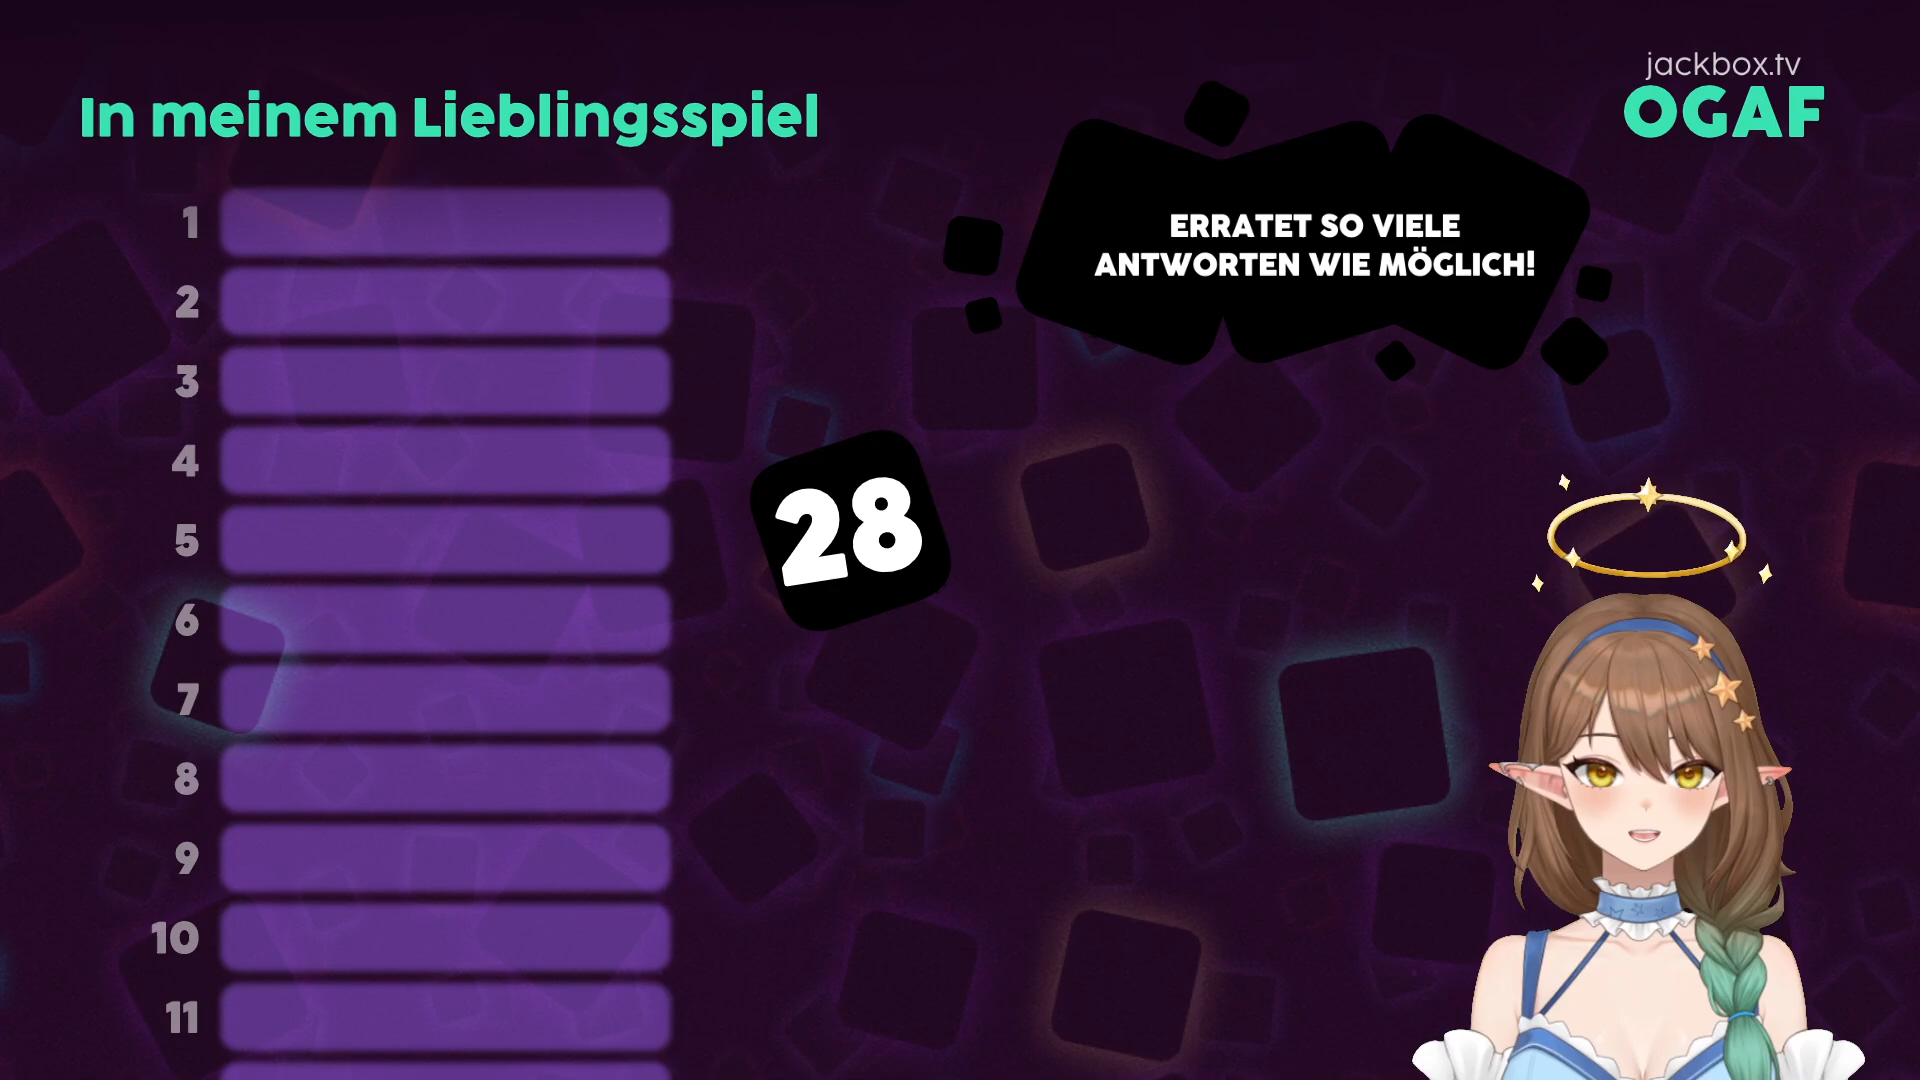 jackbox.tv
OGAF
In meinem Lieblingsspiel
ERRATET SO VIELE
ANTWORTEN WIE MÖGLICH!
1
2
3
4
5
6
7
8
9
10
11
28